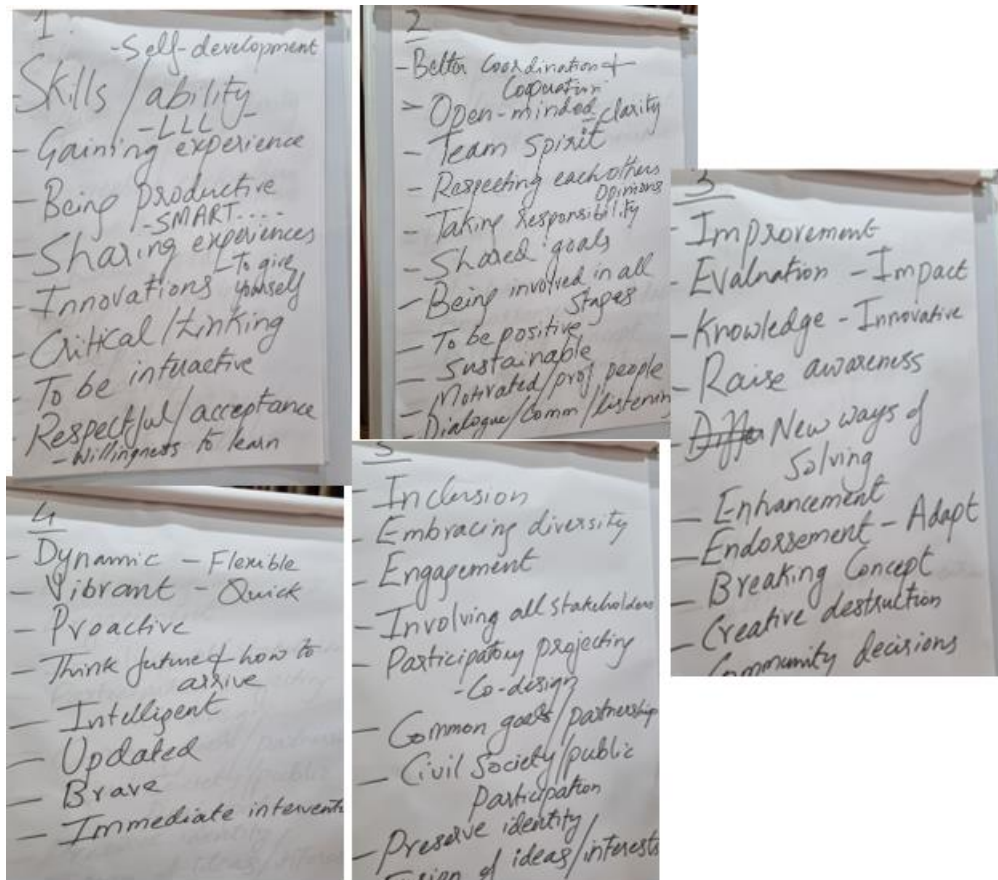 1.
- Self-development
- Skills/ability
- LLL -
- Gaining experience
- Being productive
- SMART....
- Sharing experiences
- To give
- Innovations yourself
- Critical/thinking
- To be interactive
- Respectful/acceptance
- Willingness to learn
2
- Better Coordination +
Cooperation
- Open-minded - Clarity
- Team Spirit
- Respecting each others
Opinions
- Taking Responsibility
- Shared goals
- Being involved in all
Stages
- To be positive
- Sustainable
- Motivated/prof people
- Dialogue/Comm/listening
3
- Improvement
- Evaluation - Impact
- Knowledge - Innovative
- Raise awareness
- New ways of
Solving
- Enhancement
- Endorsement - Adapt
- Breaking Concept
- Creative destruction
Community decisions
4
- Dynamic - Flexible
- Vibrant - Quick
- Proactive
- Think future & how to
arrive
- Intelligent
- Updated
- Brave
- Immediate interventi
5
- Inclusion
- Embracing diversity
- Engagement
- Involving all stakeholders
- Participatory projecting
- Co-design
- Common goals/partnership
- Civil Society/public
Participation
- Preserve identity
Fusion of ideas/interests